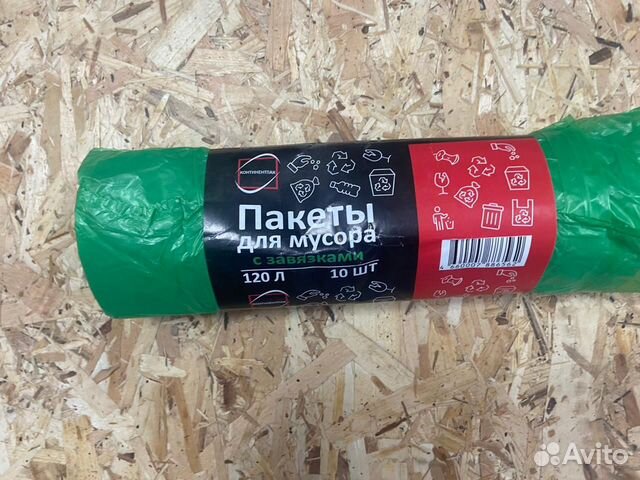 КОНТИНЕНТПАК
Пакеты
для мусора
с завязками
120 Л 10 ШТ
Avito